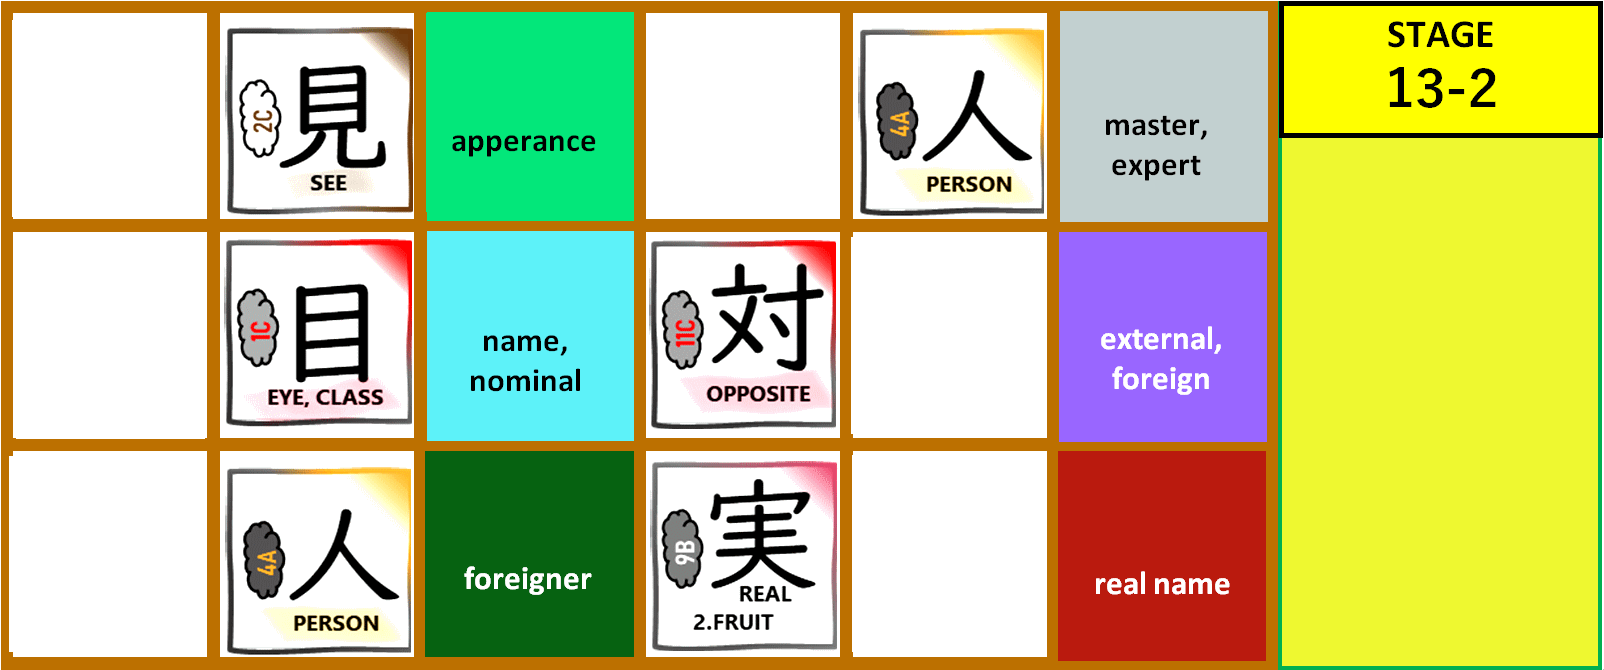 2C
見
SEE
apperance
4A
人
PERSON
master,
expert
STAGE
13-2
1C
目
EYE, CLASS
name,
nominal
11C
対
OPPOSITE
external,
foreign
4A
人
PERSON
foreigner
9B
実
REAL
2.FRUIT
real name